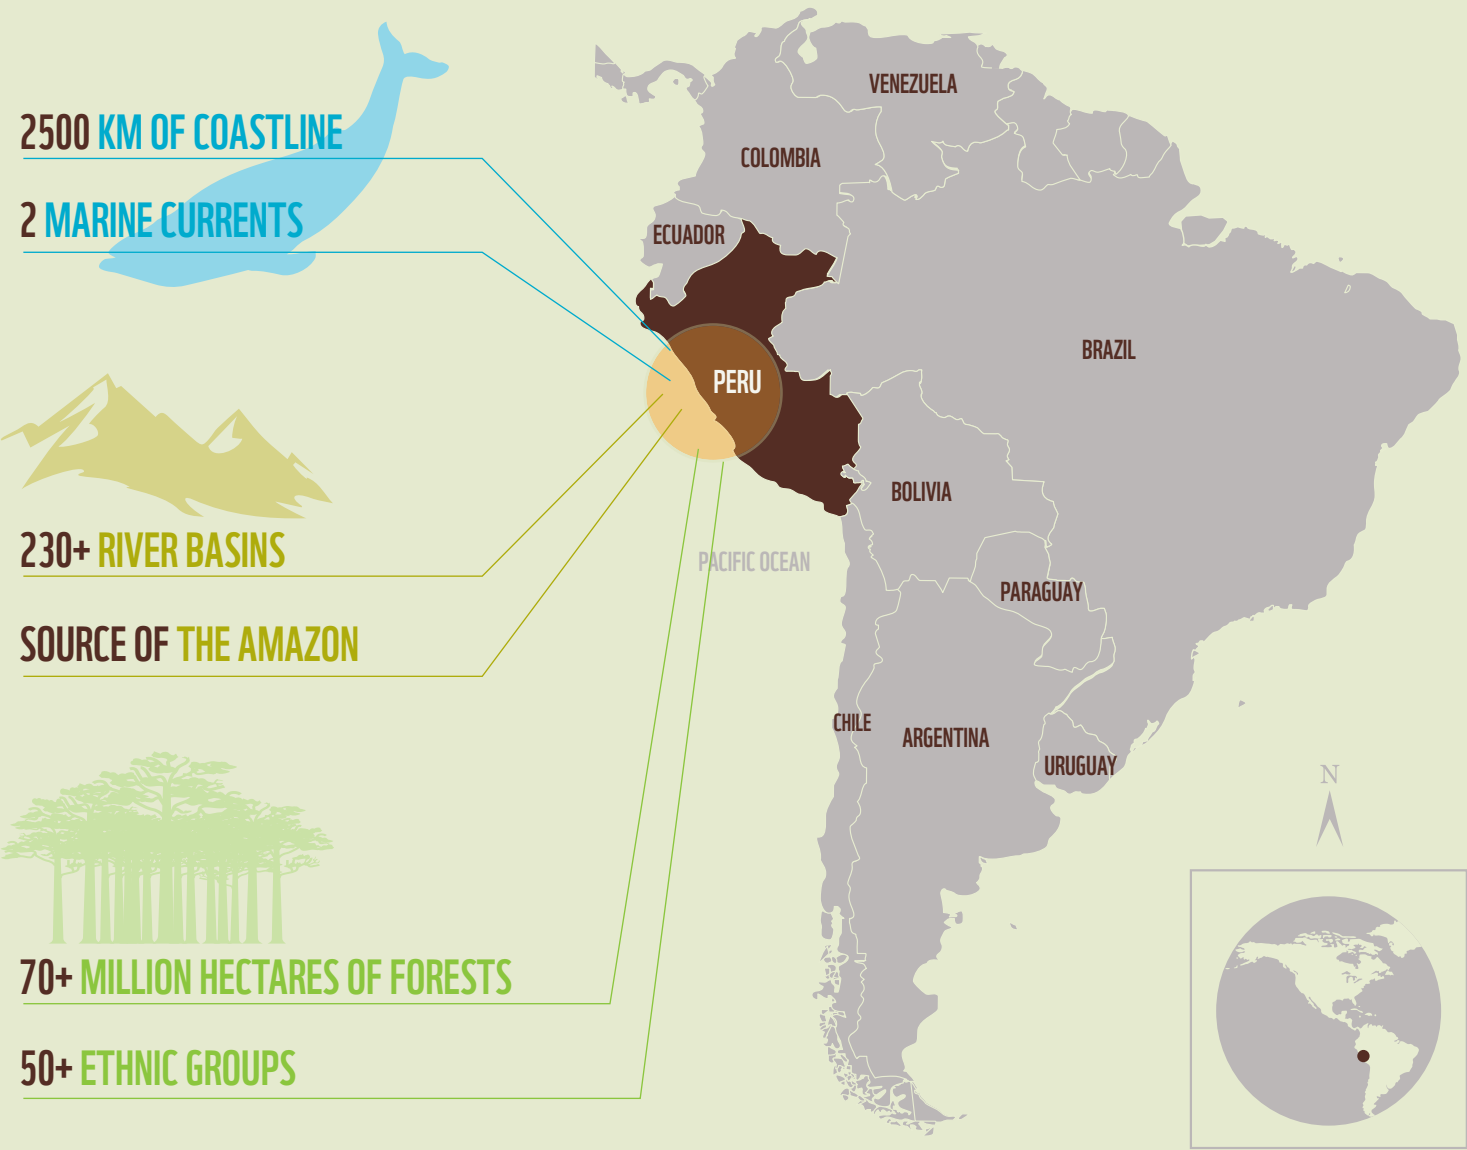 2500 KM OF COASTLINE
2 MARINE CURRENTS
230+ RIVER BASINS
SOURCE OF THE AMAZON
70+ MILLION HECTARES OF FORESTS
50+ ETHNIC GROUPS
VENEZUELA
COLOMBIA
ECUADOR
BRAZIL
PERU
BOLIVIA
PACIFIC OCEAN
PARAGUAY
CHILE
ARGENTINA
URUGUAY
N